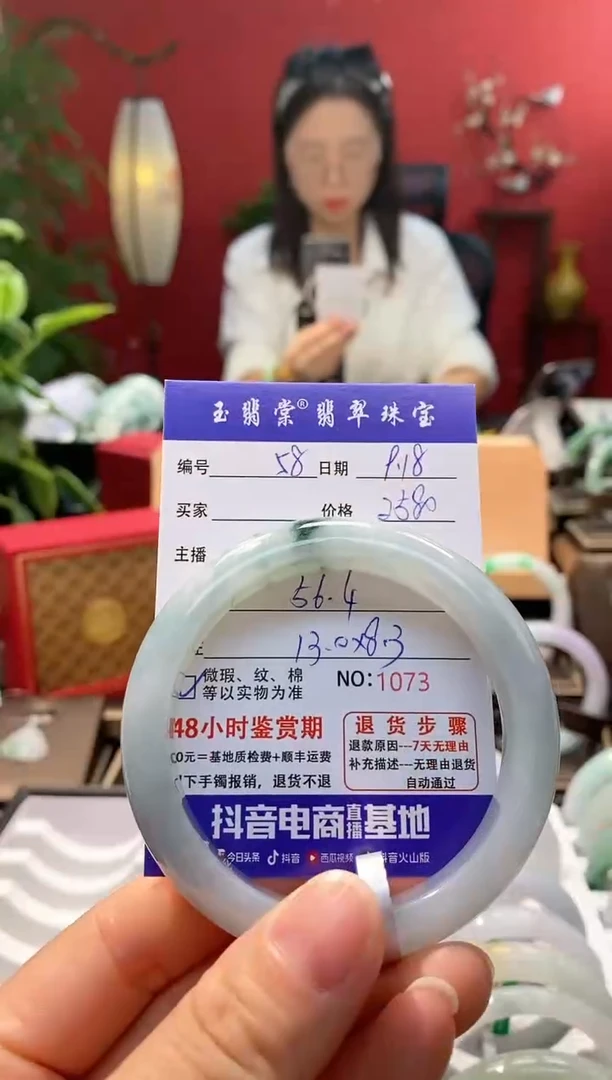 玉翡棠®翡翠珠宝
编号 58 日期 9.18
买家 价格 2580
主播
56.4
13.0x8.3
微瑕、纹、棉
等以实物为准
NO:1073
48小时鉴赏期
0元=基地质检费+顺丰运费
下手镯报销，退货不退
退货步骤
退款原因---7天无理由
补充描述---无理由退货
自动通过
抖音电商直播基地
今日头条 抖音 西瓜视频 抖音火山版